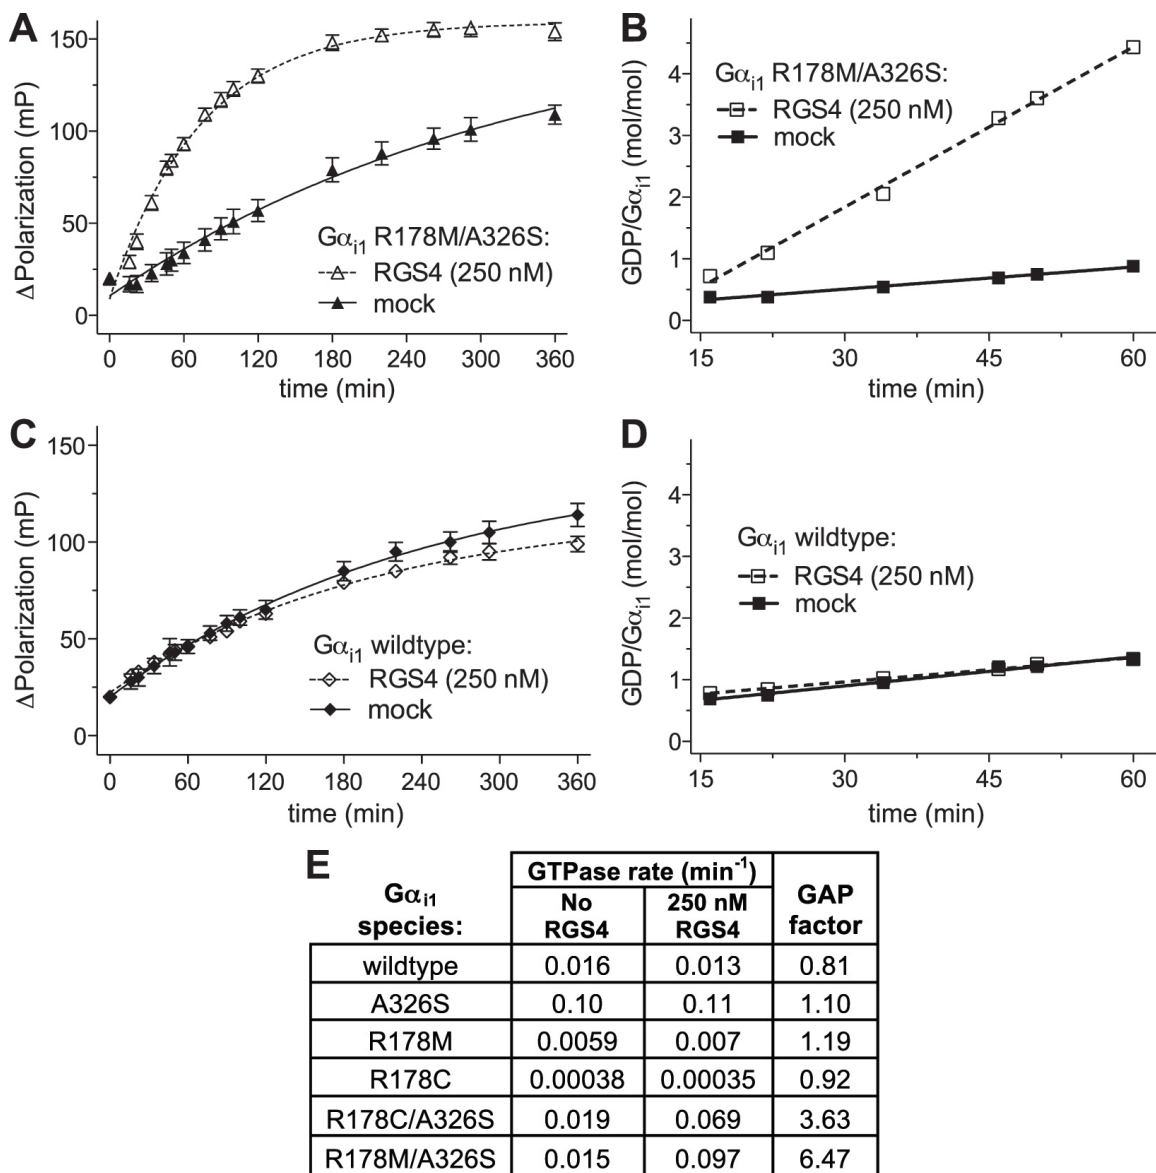 A
ΔPolarization (mP)
150
100
50
0
Gαi1 R178M/A326S:
RGS4 (250 nM)
mock
0 60 120 180 240 300 360
time (min)
B
GDP/Gαi1 (mol/mol)
4
3
2
1
0
Gαi1 R178M/A326S:
RGS4 (250 nM)
mock
15 30 45 60
time (min)
C
ΔPolarization (mP)
150
100
50
0
Gαi1 wildtype:
RGS4 (250 nM)
mock
0 60 120 180 240 300 360
time (min)
D
GDP/Gαi1 (mol/mol)
4
3
2
1
0
Gαi1 wildtype:
RGS4 (250 nM)
mock
15 30 45 60
time (min)
E
Gαi1 species:
GTPase rate (min⁻¹)
No RGS4
250 nM RGS4
GAP factor
wildtype 0.016 0.013 0.81
A326S 0.10 0.11 1.10
R178M 0.0059 0.007 1.19
R178C 0.00038 0.00035 0.92
R178C/A326S 0.019 0.069 3.63
R178M/A326S 0.015 0.097 6.47